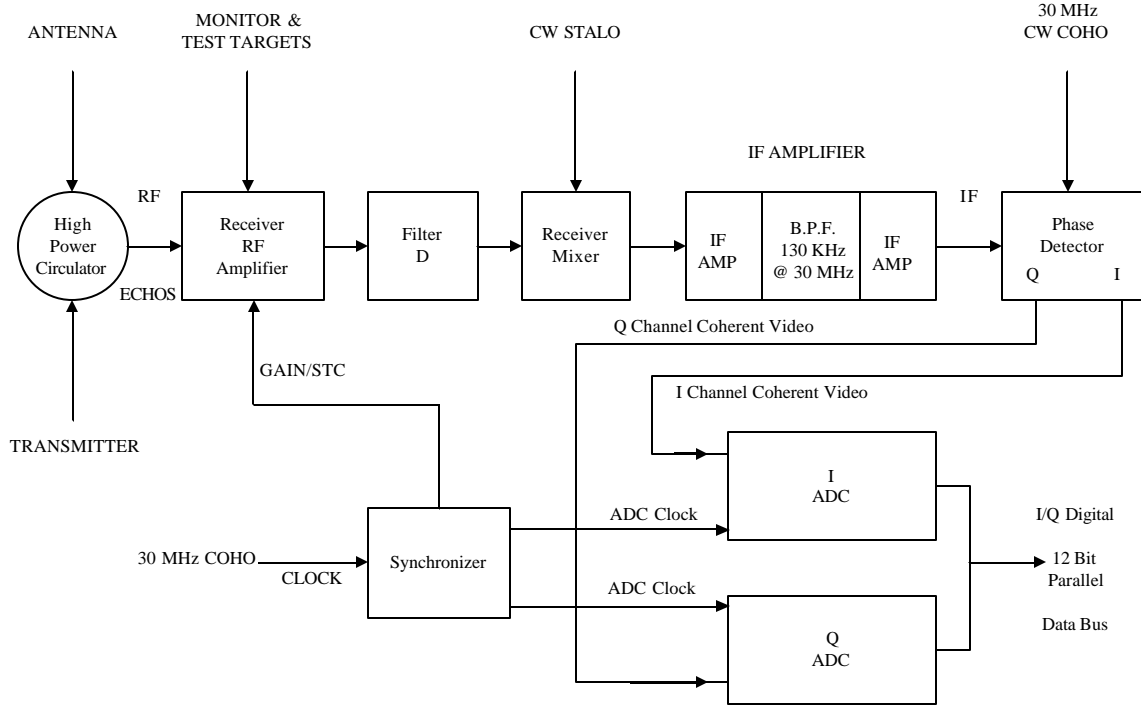 ANTENNA
MONITOR &
TEST TARGETS
CW STALO
30 MHz
CW COHO
IF AMPLIFIER
High
Power
Circulator
RF
ECHOS
Receiver
RF
Amplifier
Filter
D
Receiver
Mixer
IF
AMP
B.P.F.
130 KHz
@ 30 MHz
IF
AMP
IF
Phase
Detector
Q I
Q Channel Coherent Video
GAIN/STC
I Channel Coherent Video
TRANSMITTER
I
ADC
ADC Clock
I/Q Digital
30 MHz COHO
CLOCK
Synchronizer
12 Bit
Parallel
ADC Clock
Data Bus
Q
ADC